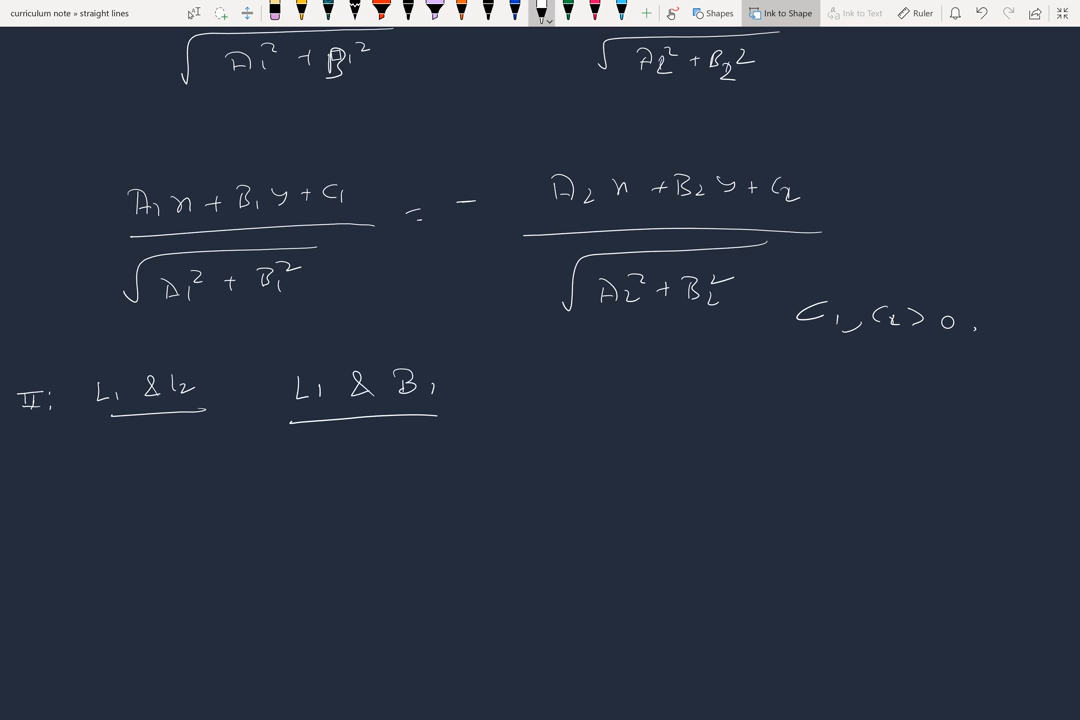 curriculum note » straight lines
Shapes Ink to Shape Ink to Text Ruler
√A₁² + B₁² √A₂² + B₂²
A₁x + B₁y + C₁ / √A₁² + B₁² = - A₂x + B₂y + C₂ / √A₂² + B₂²
C₁, C₂ > 0.
II: L₁ & L₂ L₁ & B₁